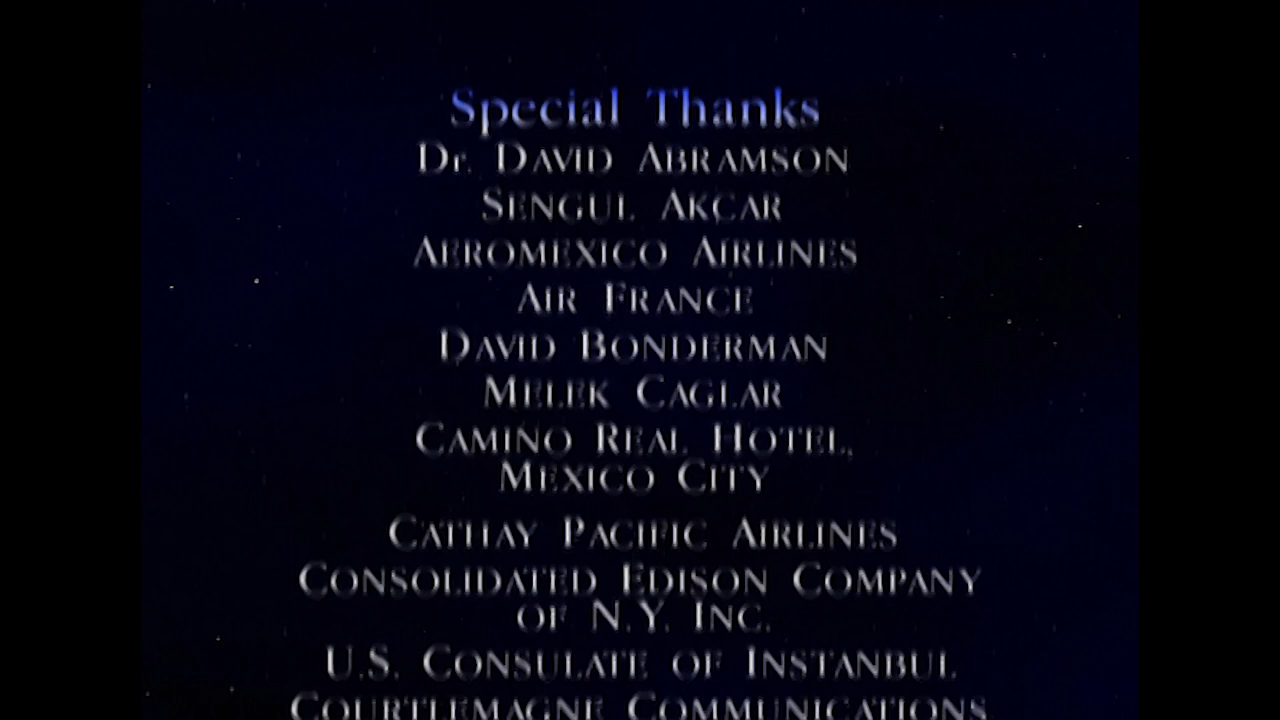 Special Thanks
Dr. DAVID ABRAMSON
SENGUL AKCAR
AEROMEXICO AIRLINES
AIR FRANCE
DAVID BONDERMAN
MELEK CAGLAR
CAMINO REAL HOTEL,
MEXICO CITY
CATHAY PACIFIC AIRLINES
CONSOLIDATED EDISON COMPANY
OF N.Y. INC.
U.S. CONSULATE OF INSTANBUL
COURTLEMAGNE COMMUNICATIONS